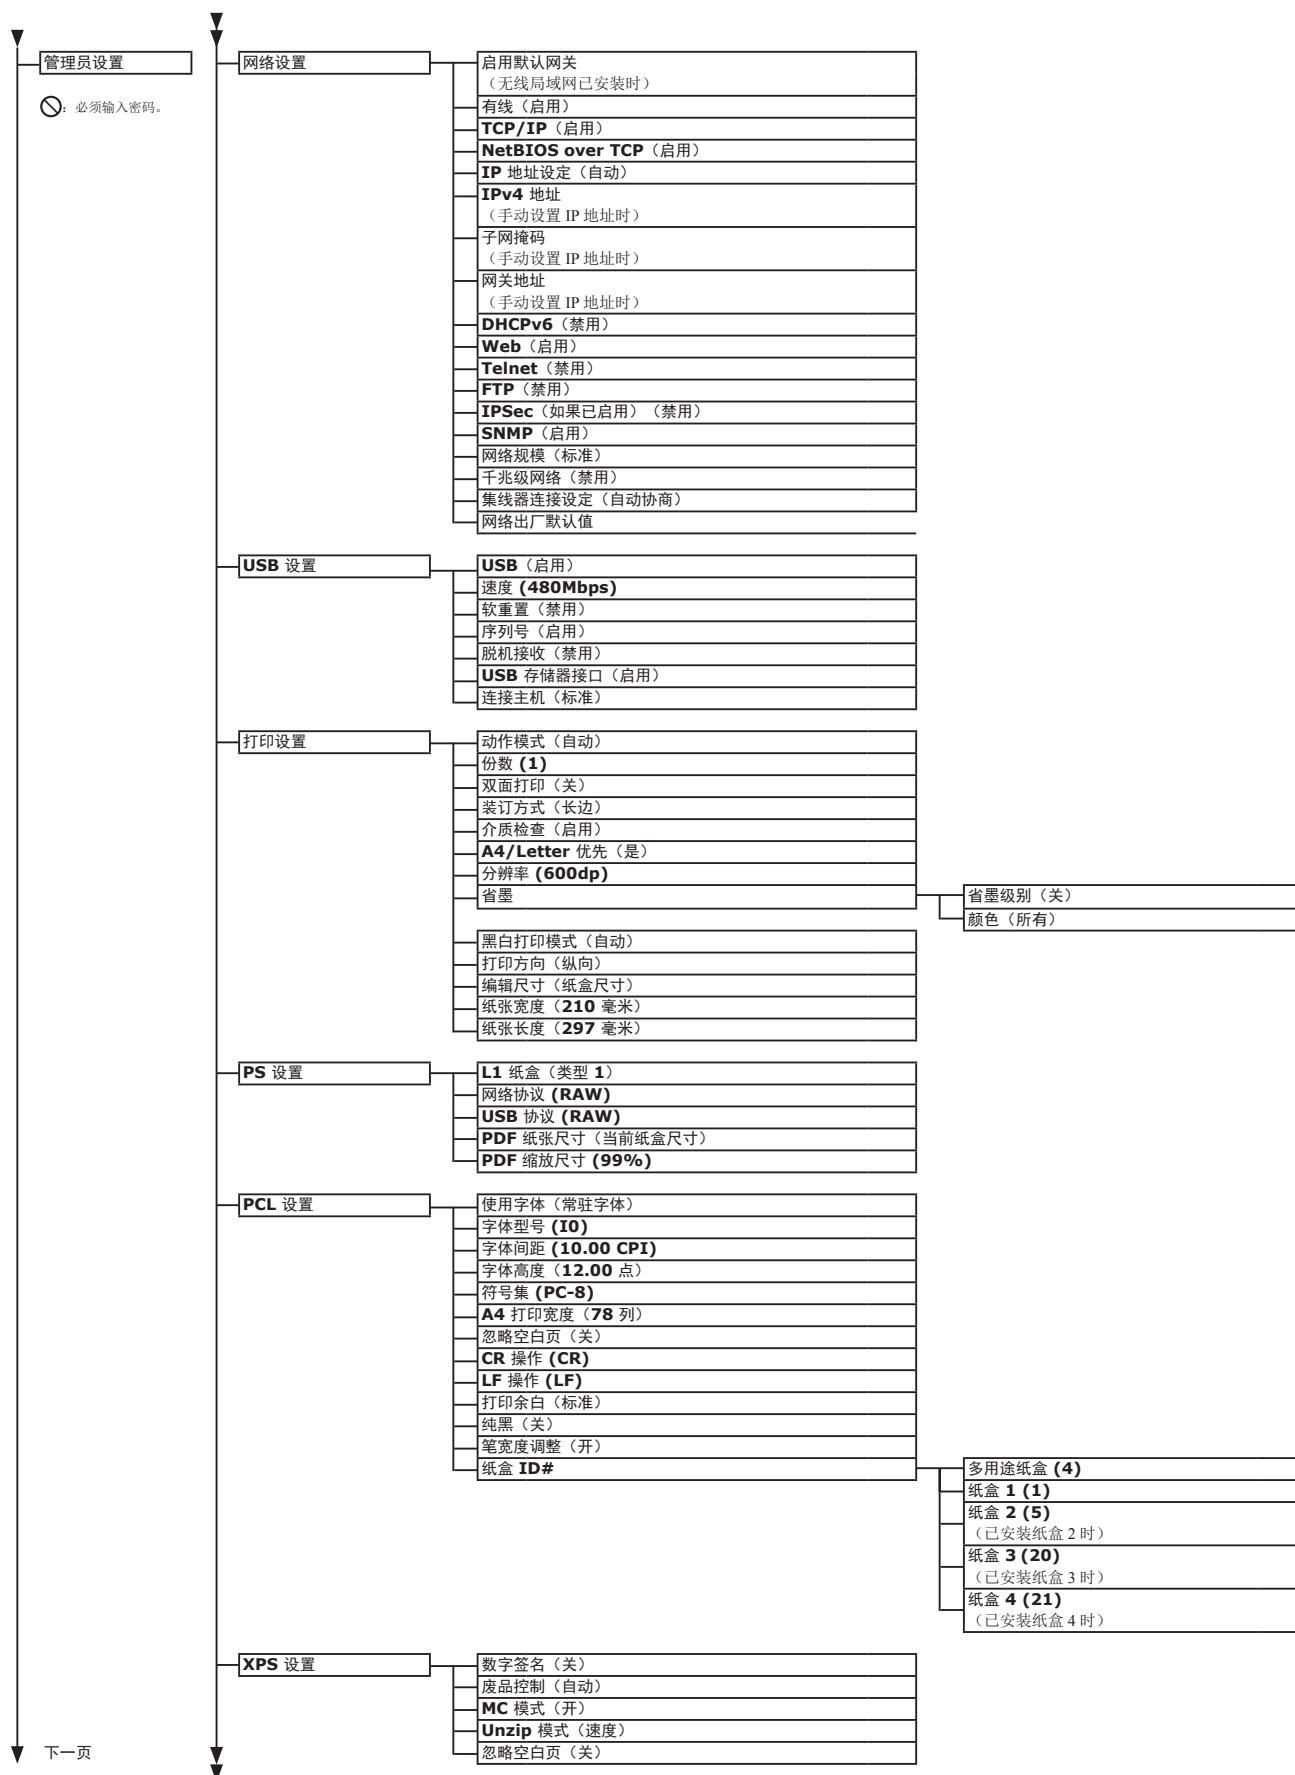 管理员设置
：必须输入密码。
网络设置
启用默认网关
（无线局域网已安装时）
有线（启用）
TCP/IP（启用）
NetBIOS over TCP（启用）
IP 地址设定（自动）
IPv4 地址
（手动设置 IP 地址时）
子网掩码
（手动设置 IP 地址时）
网关地址
（手动设置 IP 地址时）
DHCPv6（禁用）
Web（启用）
Telnet（禁用）
FTP（禁用）
IPSec（如果已启用）（禁用）
SNMP（启用）
网络规模（标准）
千兆级网络（禁用）
集线器连接设定（自动协商）
网络出厂默认值
USB 设置
USB（启用）
速度 (480Mbps)
软重置（禁用）
序列号（启用）
脱机接收（禁用）
USB 存储器接口（启用）
连接主机（标准）
打印设置
动作模式（自动）
份数 (1)
双面打印（关）
装订方式（长边）
介质检查（启用）
A4/Letter 优先（是）
分辨率 (600dp)
省墨
省墨级别（关）
颜色（所有）
黑白打印模式（自动）
打印方向（纵向）
编辑尺寸（纸盒尺寸）
纸张宽度（210 毫米）
纸张长度（297 毫米）
PS 设置
L1 纸盒（类型 1）
网络协议 (RAW)
USB 协议 (RAW)
PDF 纸张尺寸（当前纸盒尺寸）
PDF 缩放尺寸 (99%)
PCL 设置
使用字体（常驻字体）
字体型号 (I0)
字体间距 (10.00 CPI)
字体高度（12.00 点）
符号集 (PC-8)
A4 打印宽度（78 列）
忽略空白页（关）
CR 操作 (CR)
LF 操作 (LF)
打印余白（标准）
纯黑（关）
笔宽度调整（开）
纸盒 ID#
多用途纸盒 (4)
纸盒 1 (1)
纸盒 2 (5)
（已安装纸盒 2 时）
纸盒 3 (20)
（已安装纸盒 3 时）
纸盒 4 (21)
（已安装纸盒 4 时）
XPS 设置
数字签名（关）
废品控制（自动）
MC 模式（开）
Unzip 模式（速度）
忽略空白页（关）
下一页